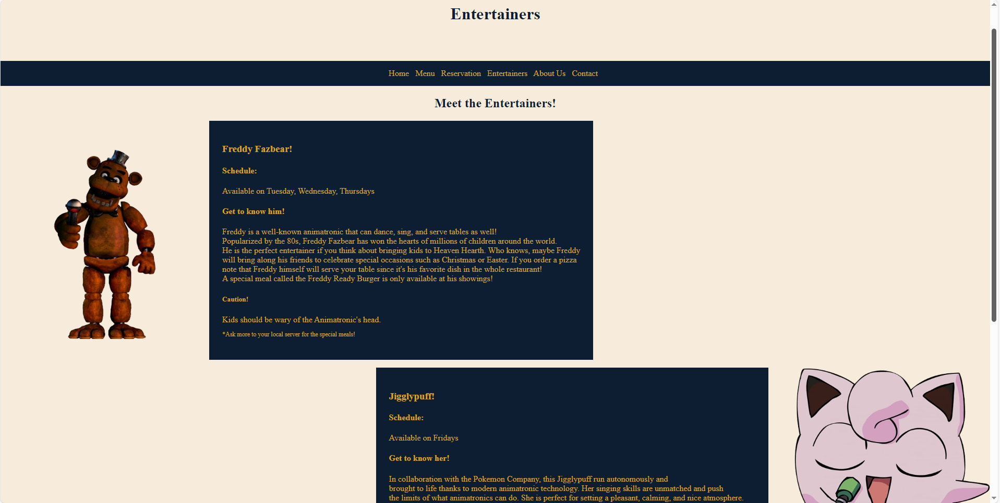 Entertainers
Home Menu Reservation Entertainers About Us Contact
Meet the Entertainers!
Freddy Fazbear!
Schedule:
Available on Tuesday, Wednesday, Thursdays
Get to know him!
Freddy is a well-known animatronic that can dance, sing, and serve tables as well!
Popularized by the 80s, Freddy Fazbear has won the hearts of millions of children around the world.
He is the perfect entertainer if you think about bringing kids to Heaven Hearth. Who knows, maybe Freddy
will bring along his friends to celebrate special occasions such as Christmas or Easter. If you order a pizza
note that Freddy himself will serve your table since it's his favorite dish in the whole restaurant!
A special meal called the Freddy Ready Burger is only available at his showings!
Caution!
Kids should be wary of the Animatronic's head.
*Ask more to your local server for the special meals!
Jigglypuff!
Schedule:
Available on Fridays
Get to know her!
In collaboration with the Pokemon Company, this Jigglypuff run autonomously and
brought to life thanks to modern animatronic technology. Her singing skills are unmatched and push
the limits of what animatronics can do. She is perfect for setting a pleasant, calming, and nice atmosphere.